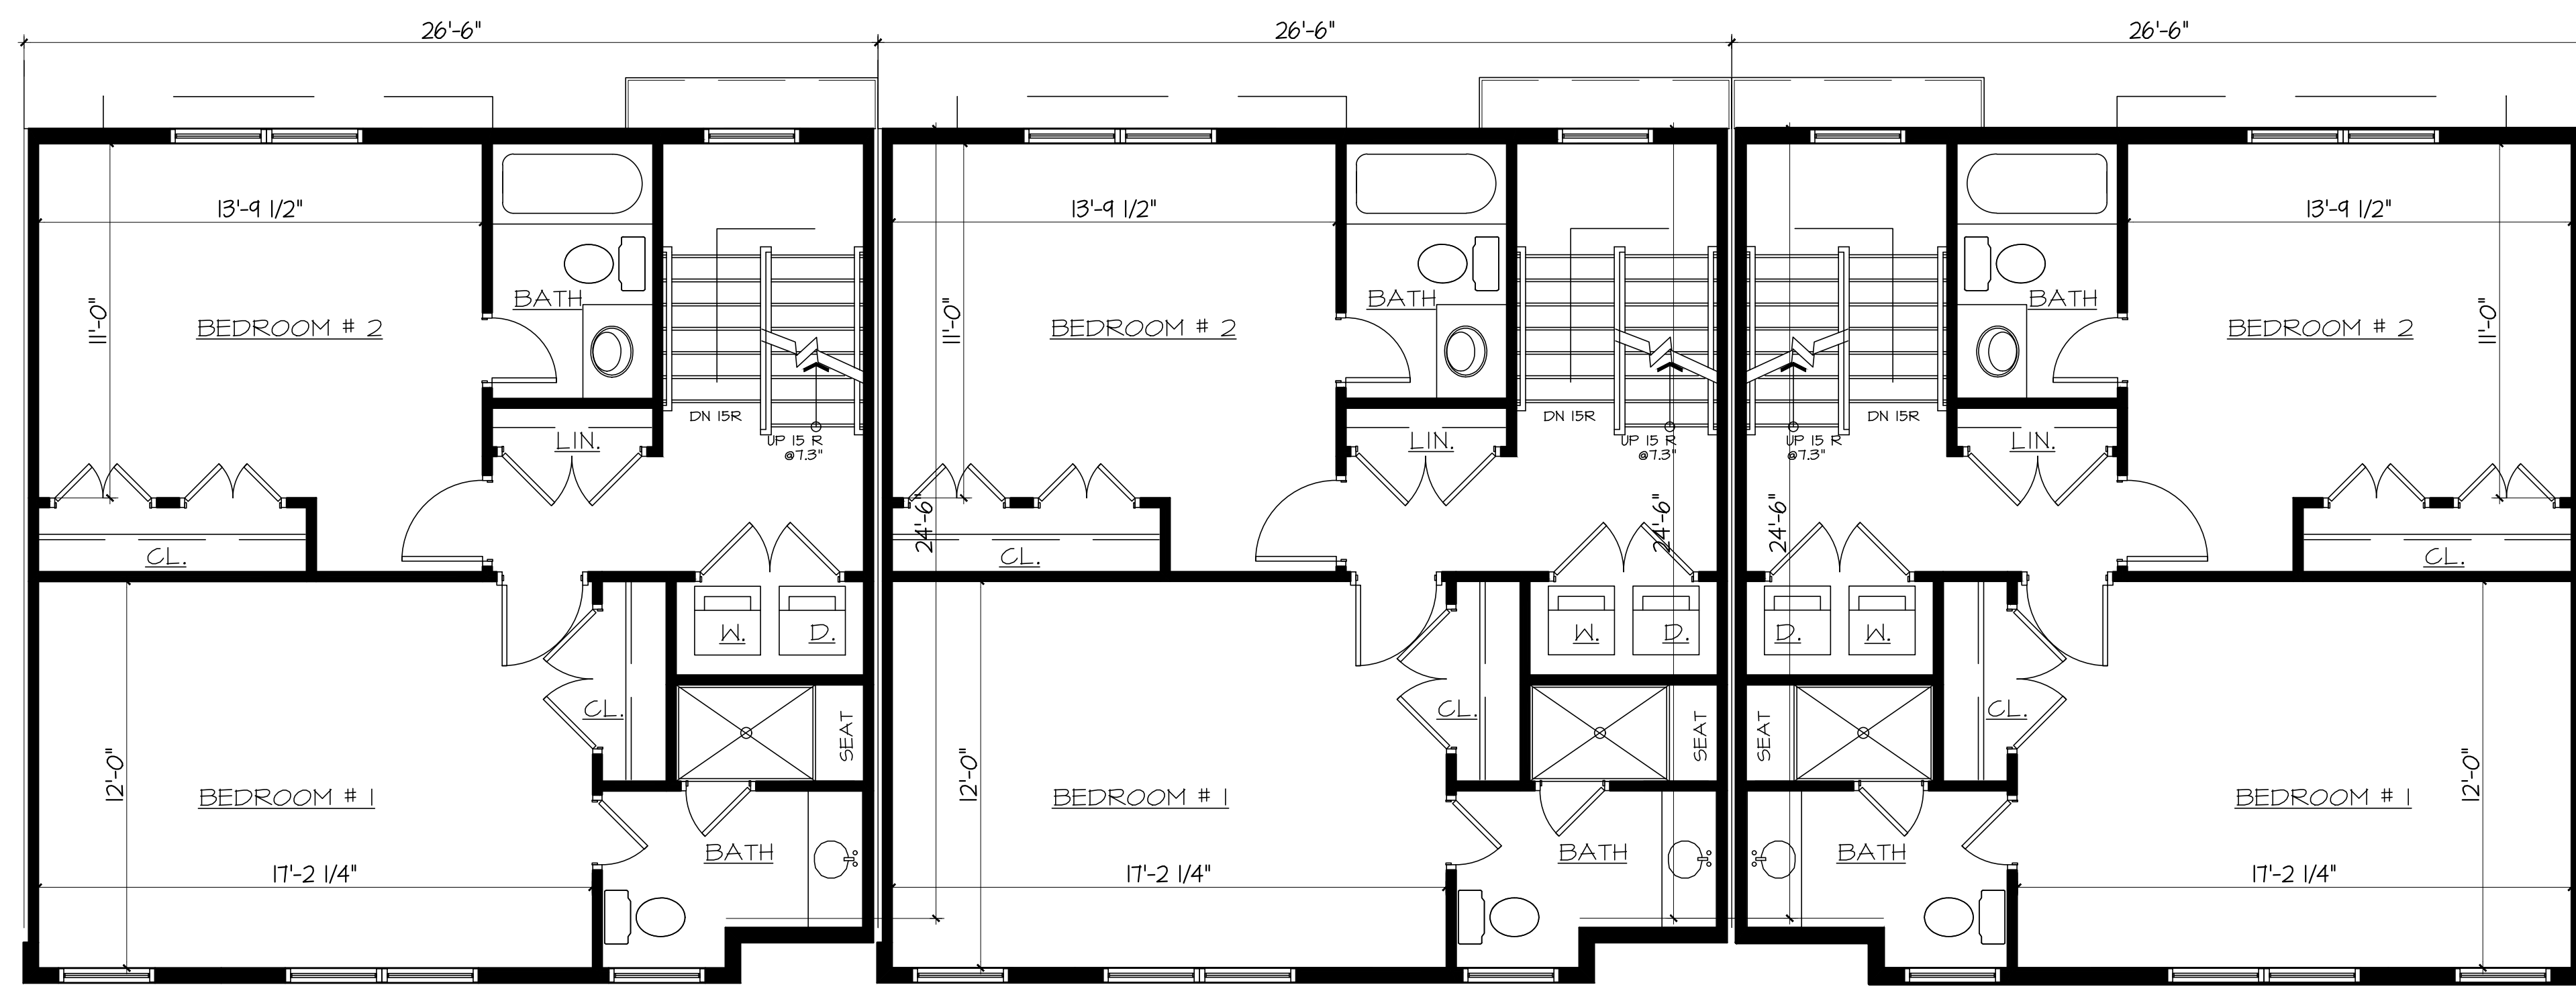 26'-6" 26'-6" 26'-6"
13'-9 1/2" 13'-9 1/2" 13'-9 1/2"
BATH BATH BATH
11'-0" 11'-0" 11'-0"
BEDROOM # 2 BEDROOM # 2 BEDROOM # 2
DN 15R DN 15R DN 15R
LIN. UP 15 R LIN. UP 15 R UP 15 R LIN.
@7.3" @7.3" @7.3"
24'-6" 24'-6" 24'-6"
CL. CL. CL.
W. D. W. D. D. W.
CL. SEAT CL. SEAT SEAT CL.
12'-0" 12'-0" 12'-0"
BEDROOM # 1 BEDROOM # 1 BEDROOM # 1
BATH BATH BATH
17'-2 1/4" 17'-2 1/4" 17'-2 1/4"